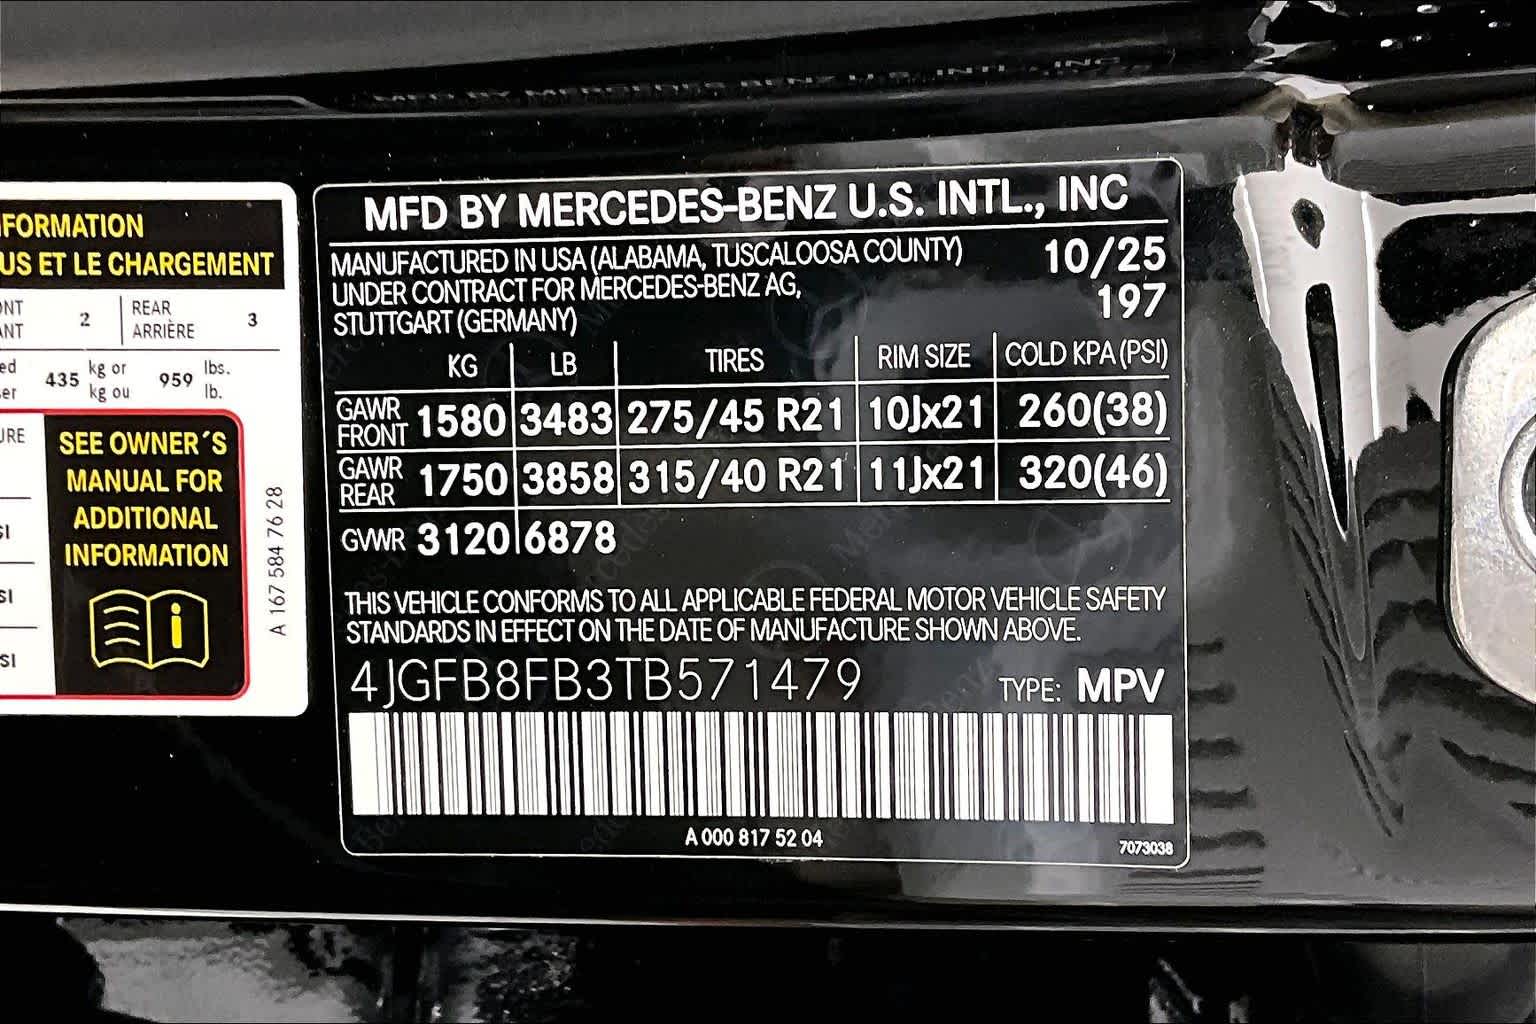 FORMATION
US ET LE CHARGEMENT
NT
ANT
2
REAR
ARRIÈRE
3
435
kg or
kg ou
959
lbs.
lb.
SEE OWNER´S
MANUAL FOR
ADDITIONAL
INFORMATION
i
A 167 584 76 28
MFD BY MERCEDES-BENZ U.S. INTL., INC
MANUFACTURED IN USA (ALABAMA, TUSCALOOSA COUNTY) 10/25
UNDER CONTRACT FOR MERCEDES-BENZ AG, 197
STUTTGART (GERMANY)
KG LB TIRES RIM SIZE COLD KPA (PSI)
GAWR FRONT 1580 3483 275/45 R21 10Jx21 260(38)
GAWR REAR 1750 3858 315/40 R21 11Jx21 320(46)
GVWR 3120 6878
THIS VEHICLE CONFORMS TO ALL APPLICABLE FEDERAL MOTOR VEHICLE SAFETY
STANDARDS IN EFFECT ON THE DATE OF MANUFACTURE SHOWN ABOVE.
4JGFB8FB3TB571479 TYPE: MPV
A 000 817 52 04
7073038